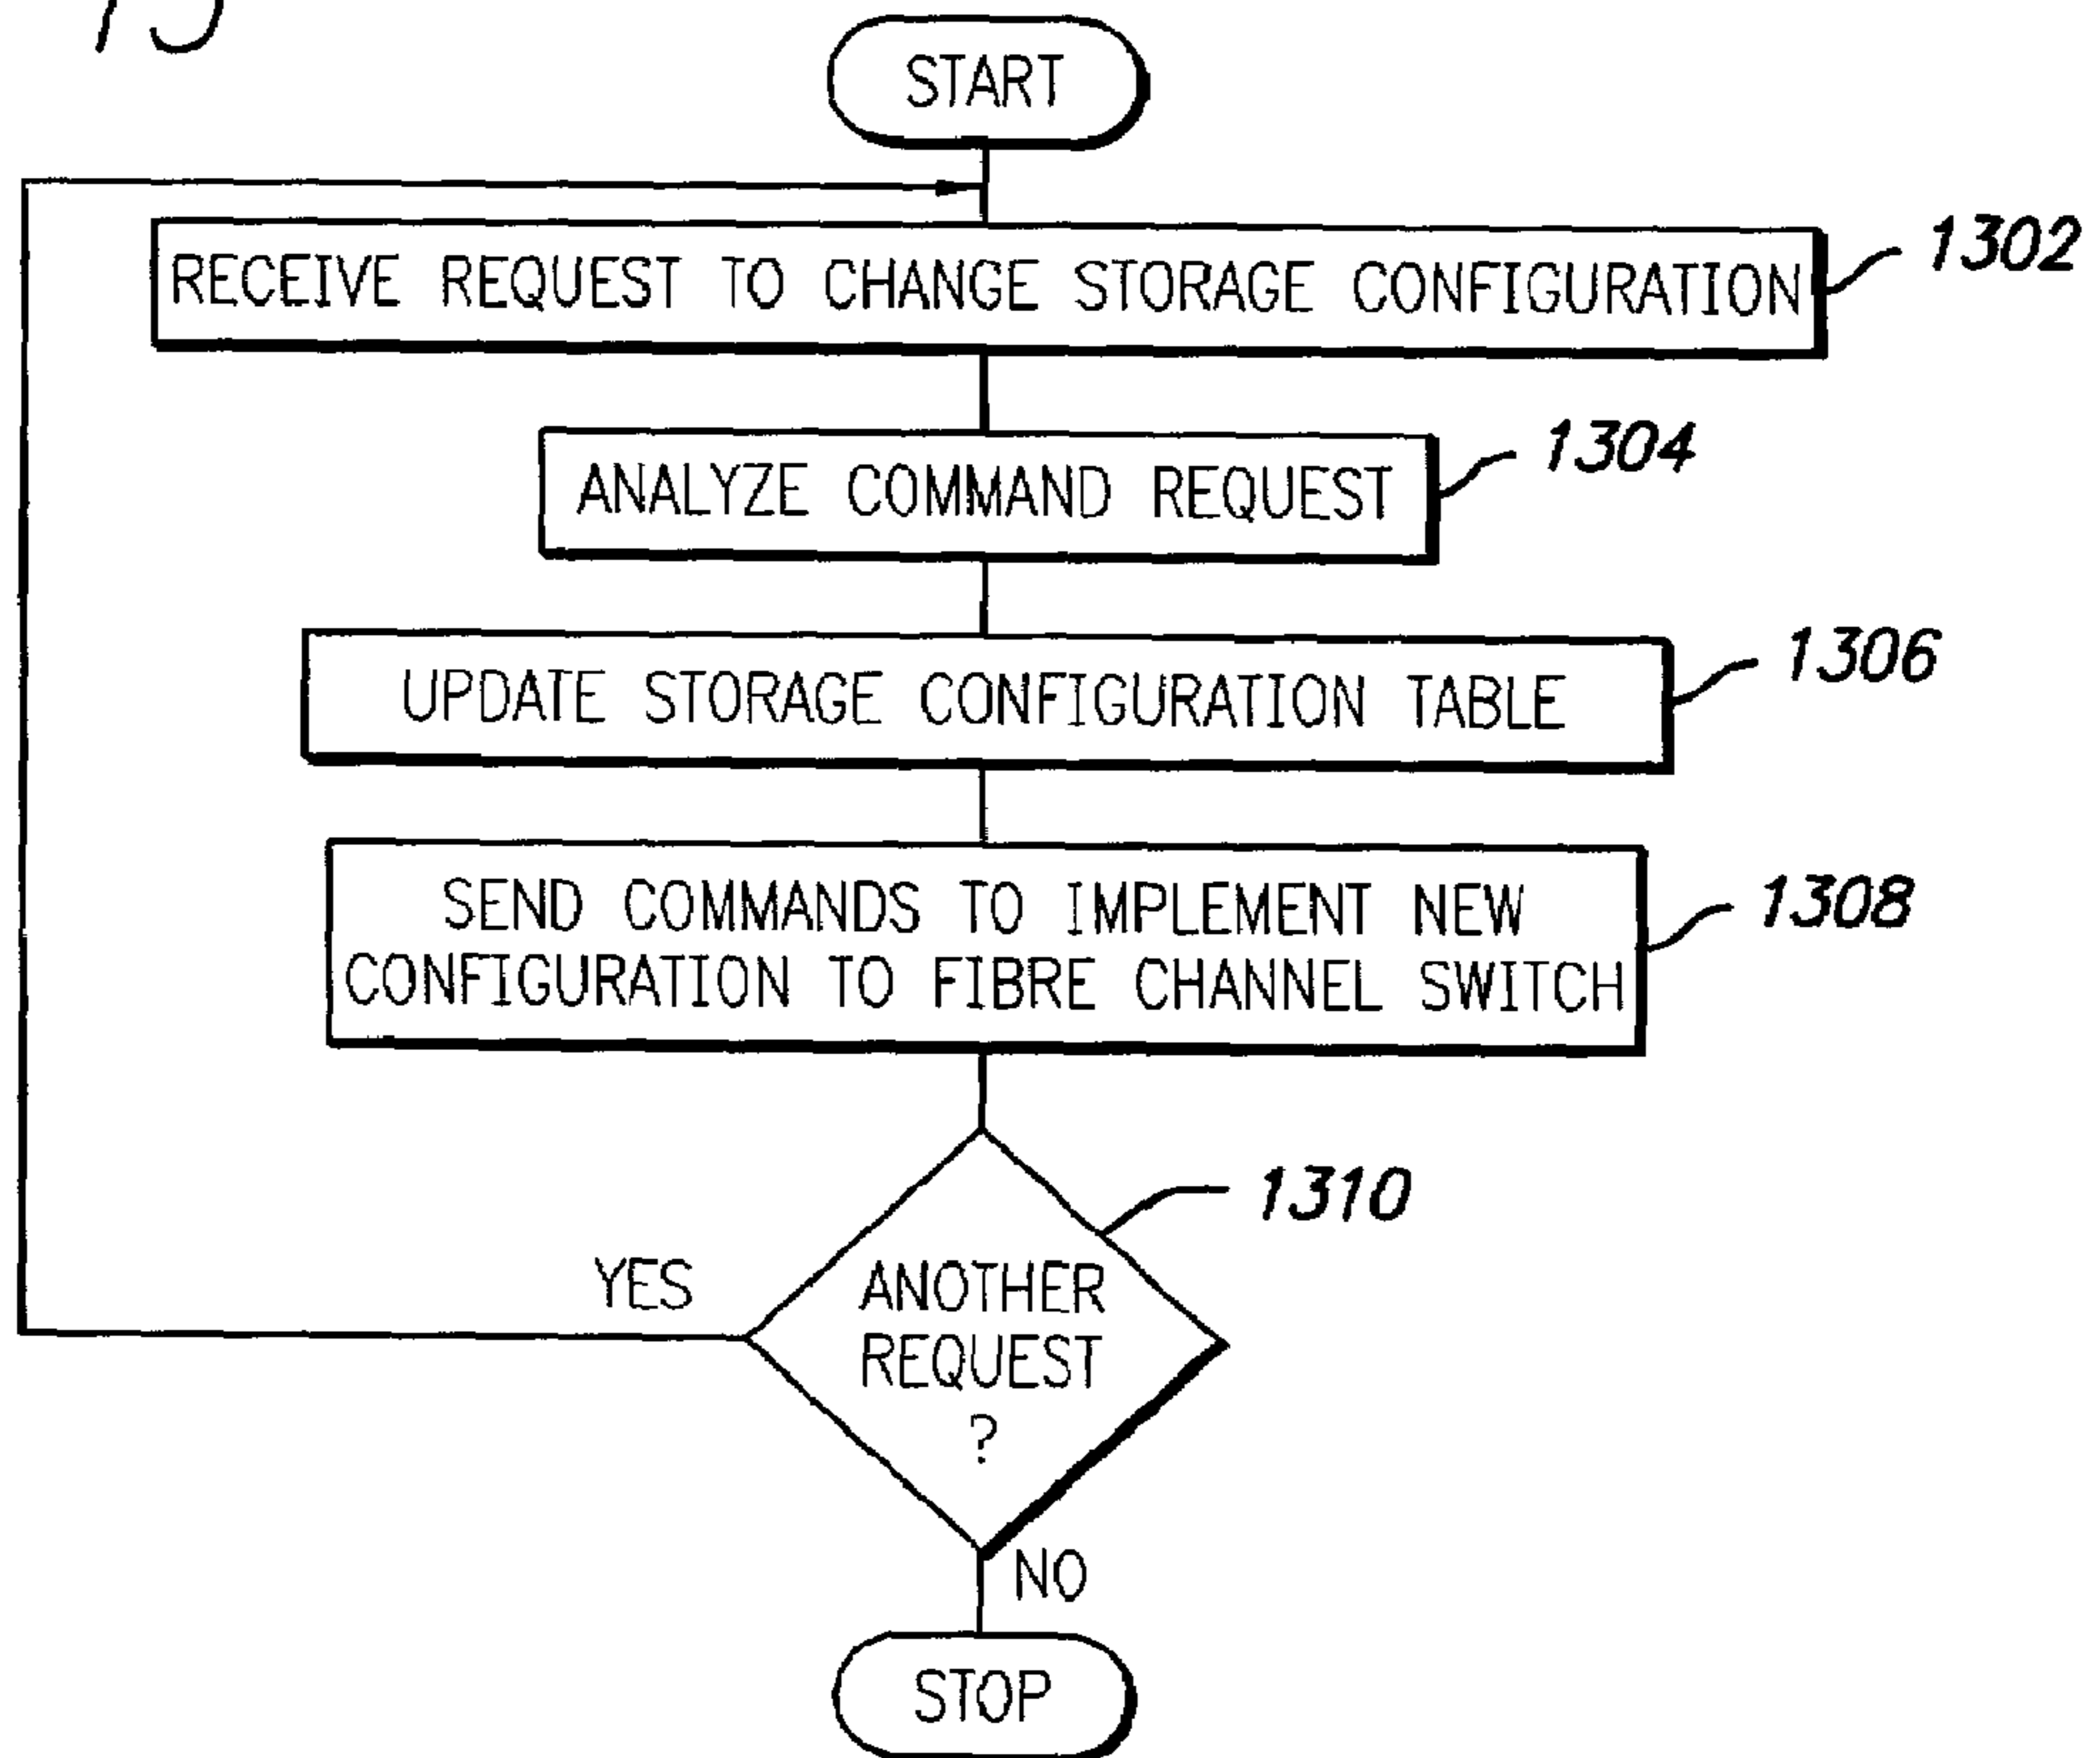 13
START
RECEIVE REQUEST TO CHANGE STORAGE CONFIGURATION
1302
ANALYZE COMMAND REQUEST
1304
UPDATE STORAGE CONFIGURATION TABLE
1306
SEND COMMANDS TO IMPLEMENT NEW
CONFIGURATION TO FIBRE CHANNEL SWITCH
1308
1310
YES
ANOTHER
REQUEST
?
NO
STOP